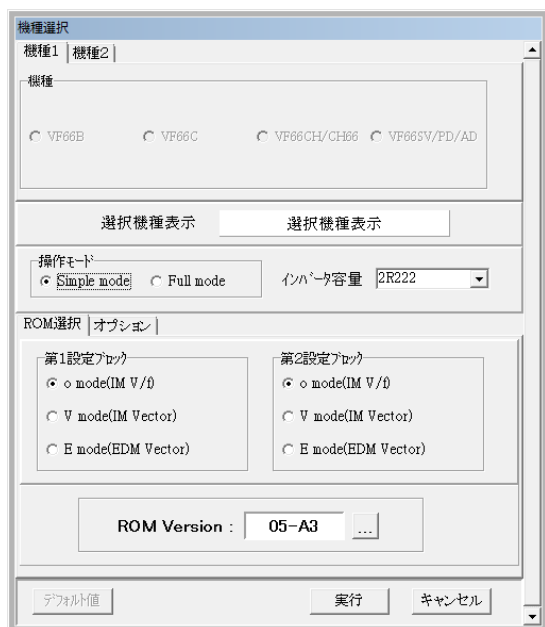 機種選択
機種1 機種2
機種
VF66B VF66C VF66CH/CH66 VF66SV/PD/AD
選択機種表示 選択機種表示
操作ﾓｰﾄﾞ
Simple mode Full mode ｲﾝﾊﾞｰﾀ容量 2R222
ROM選択 オプション
第1設定ﾌﾞﾛｯｸ 第2設定ﾌﾞﾛｯｸ
o mode(IM V/f) o mode(IM V/f)
V mode(IM Vector) V mode(IM Vector)
E mode(EDM Vector) E mode(EDM Vector)
ROM Version : 05-A3 ...
ﾃﾞﾌｫﾙﾄ値 実行 キャンセル